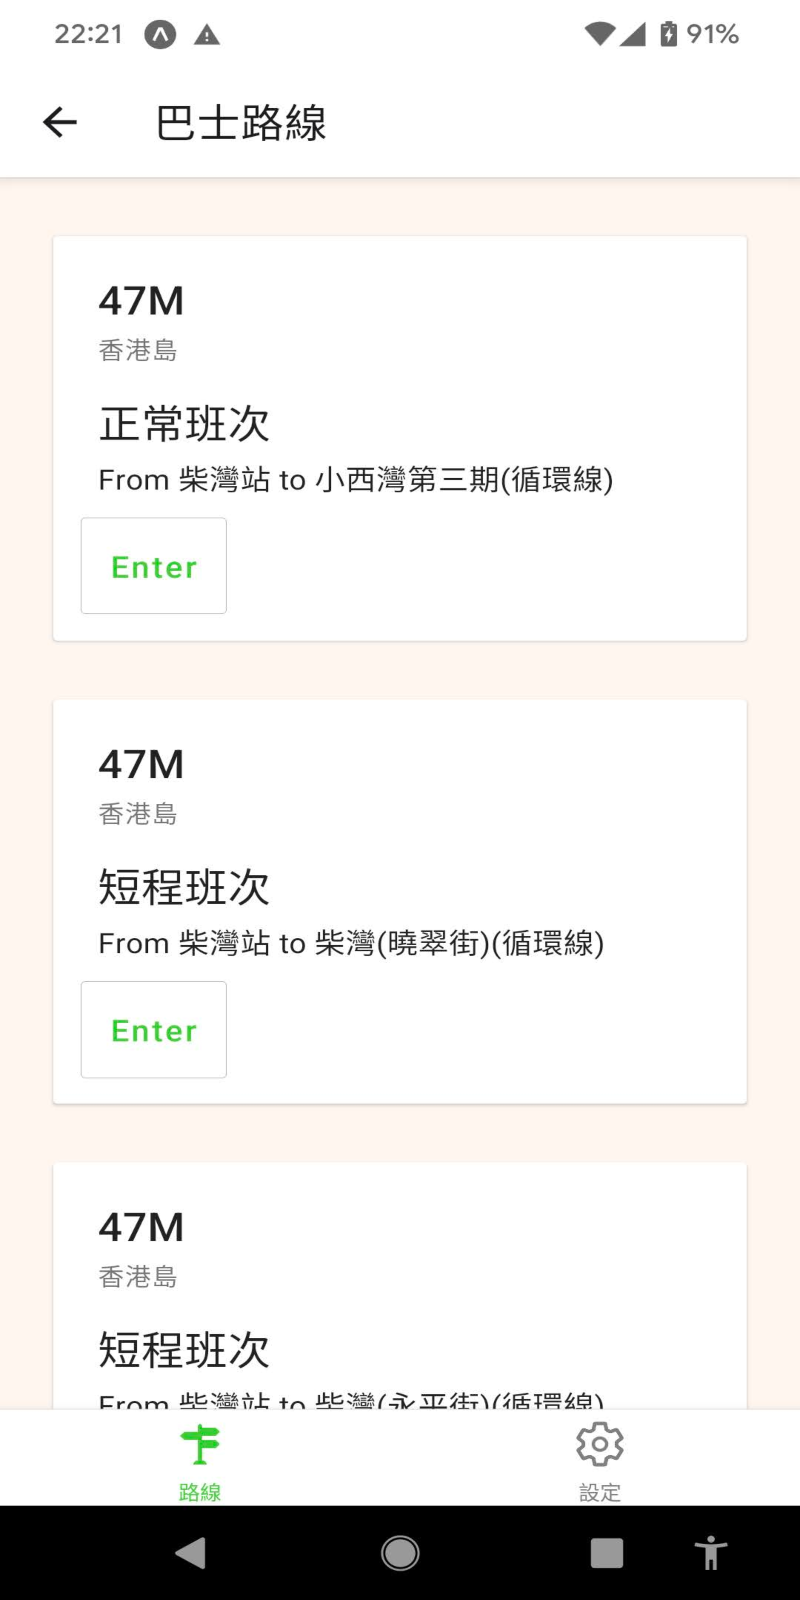 22:21
91%
巴士路線
47M
香港島
正常班次
From 柴灣站 to 小西灣第三期(循環線)
Enter
47M
香港島
短程班次
From 柴灣站 to 柴灣(曉翠街)(循環線)
Enter
47M
香港島
短程班次
From 柴灣站 to 柴灣(永平街)(循環線)
路線
設定